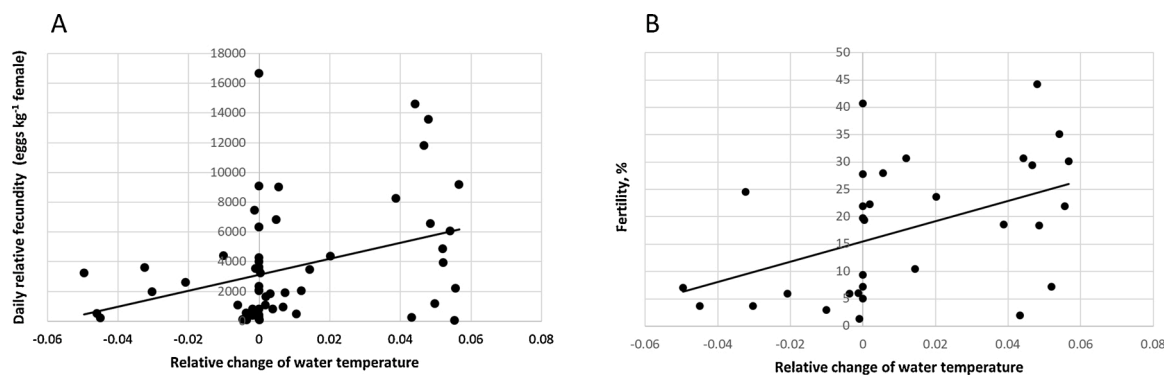 A
B
Daily relative fecundity (eggs kg⁻¹ female)
18000
16000
14000
12000
10000
8000
6000
4000
2000
0
-0.06 -0.04 -0.02 0 0.02 0.04 0.06 0.08
Relative change of water temperature
Fertility, %
50
45
40
35
30
25
20
15
10
5
0
-0.06 -0.04 -0.02 0 0.02 0.04 0.06 0.08
Relative change of water temperature